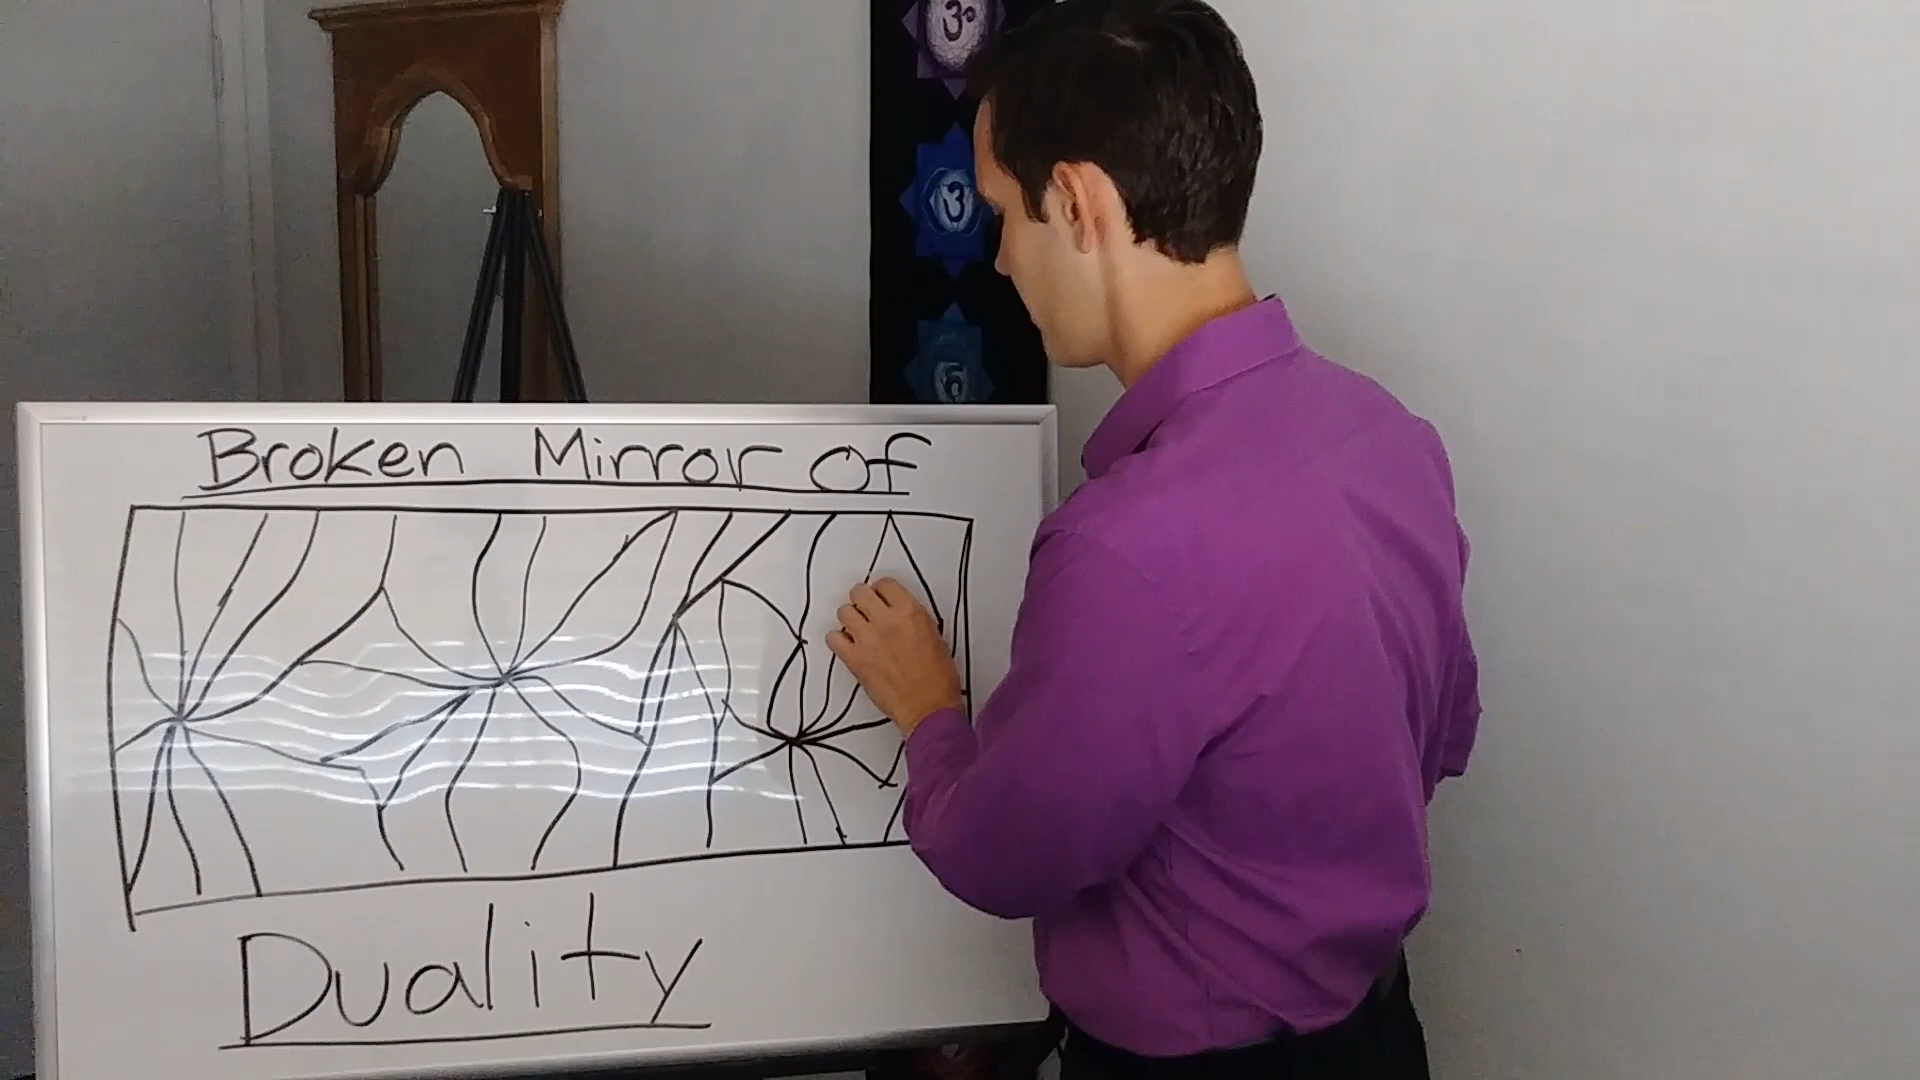 ॐ
ॐ
Broken Mirror Of
Duality